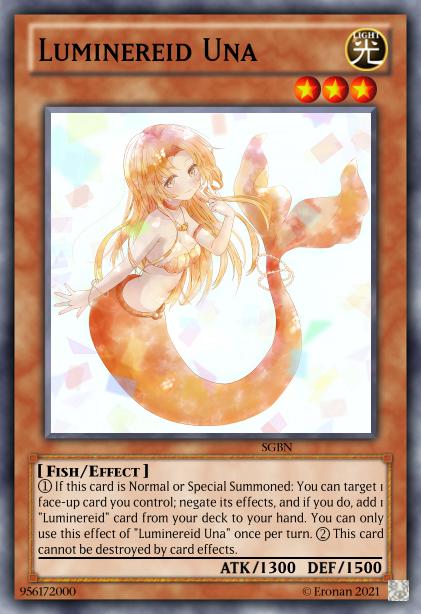 LUMINEREID UNA
LIGHT
光
SGBN
[ FISH/EFFECT ]
① If this card is Normal or Special Summoned: You can target 1
face-up card you control; negate its effects, and if you do, add 1
"Luminereid" card from your deck to your hand. You can only
use this effect of "Luminereid Una" once per turn. ② This card
cannot be destroyed by card effects.
ATK/1300 DEF/1500
956172000
© Eronan 2021